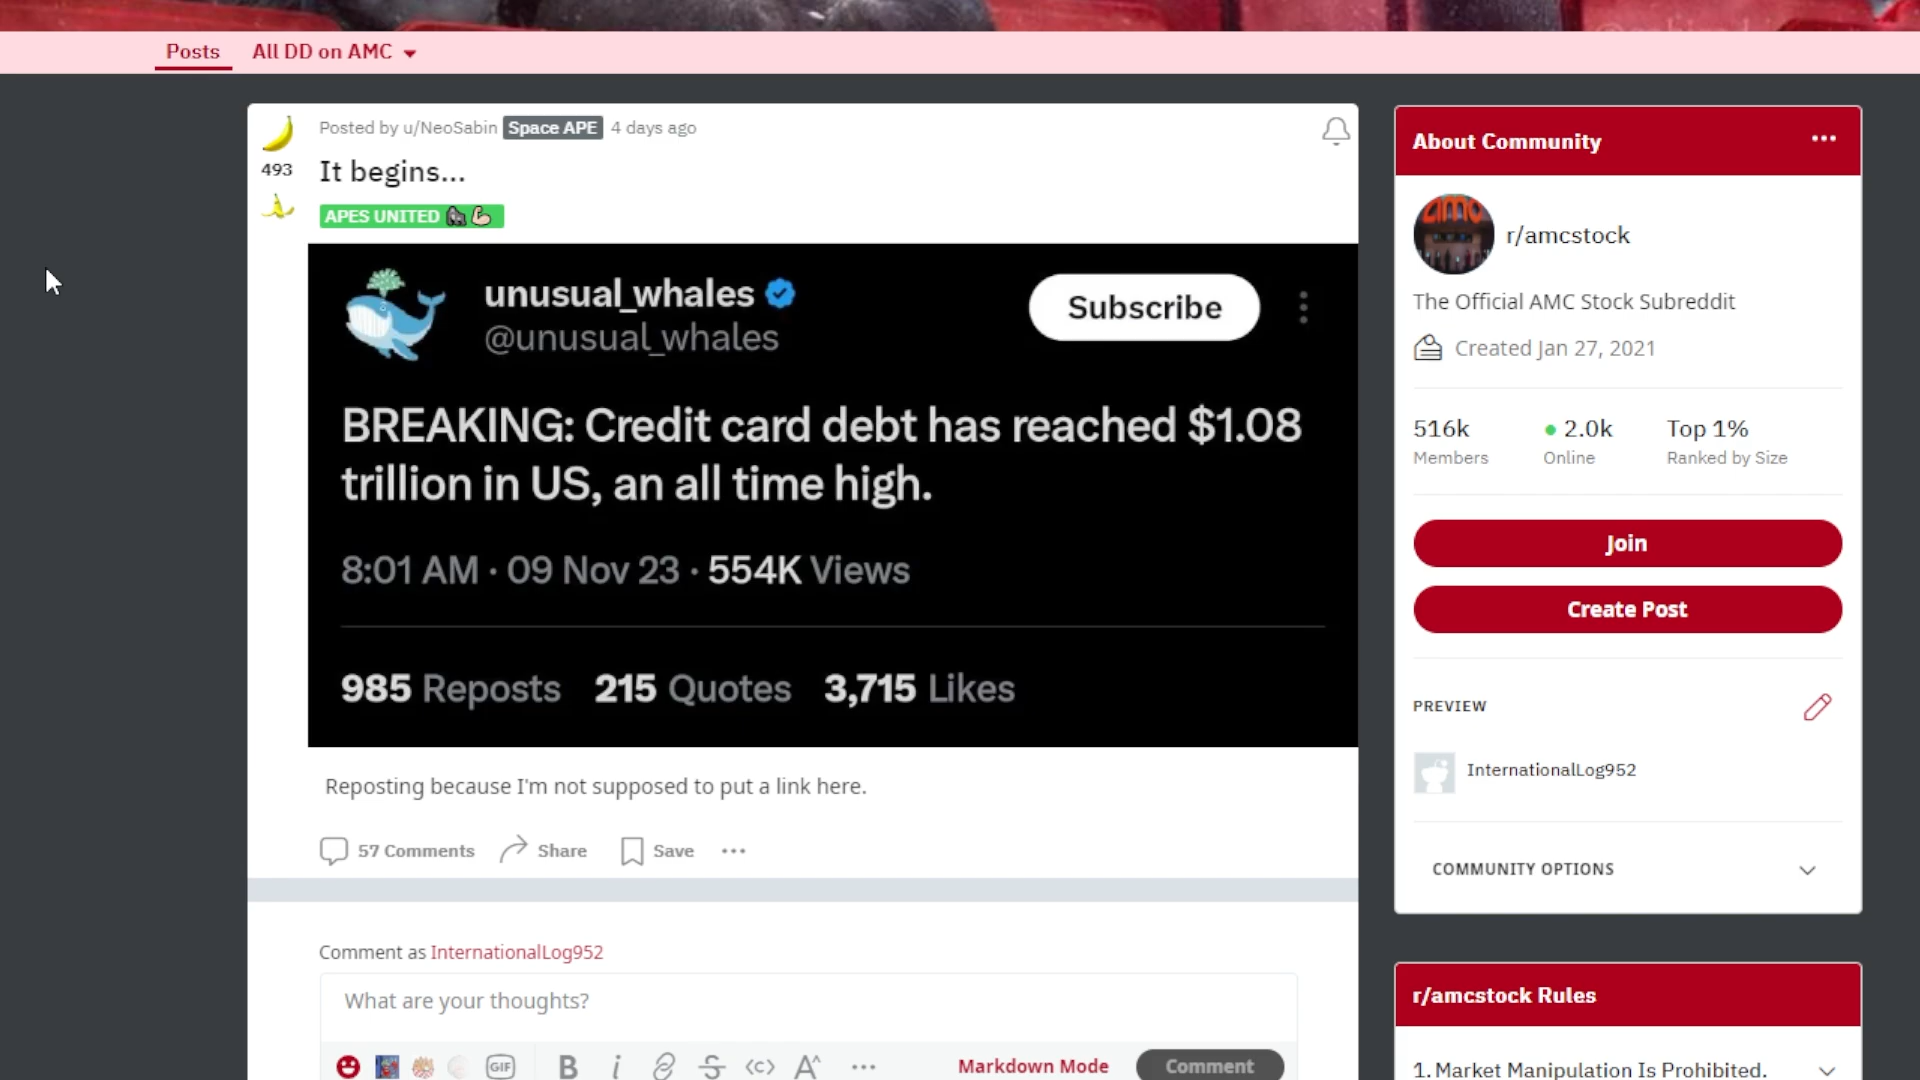 Posts All DD on AMC
Posted by u/NeoSabin Space APE 4 days ago
493
It begins...
APES UNITED
unusual_whales
@unusual_whales
Subscribe
BREAKING: Credit card debt has reached $1.08
trillion in US, an all time high.
8:01 AM · 09 Nov 23 · 554K Views
985 Reposts 215 Quotes 3,715 Likes
Reposting because I'm not supposed to put a link here.
57 Comments Share Save
Comment as InternationalLog952
What are your thoughts?
GIF B i <c> A^ Markdown Mode Comment
About Community
r/amcstock
The Official AMC Stock Subreddit
Created Jan 27, 2021
516k 2.0k Top 1%
Members Online Ranked by Size
Join
Create Post
PREVIEW
InternationalLog952
COMMUNITY OPTIONS
r/amcstock Rules
1. Market Manipulation Is Prohibited.